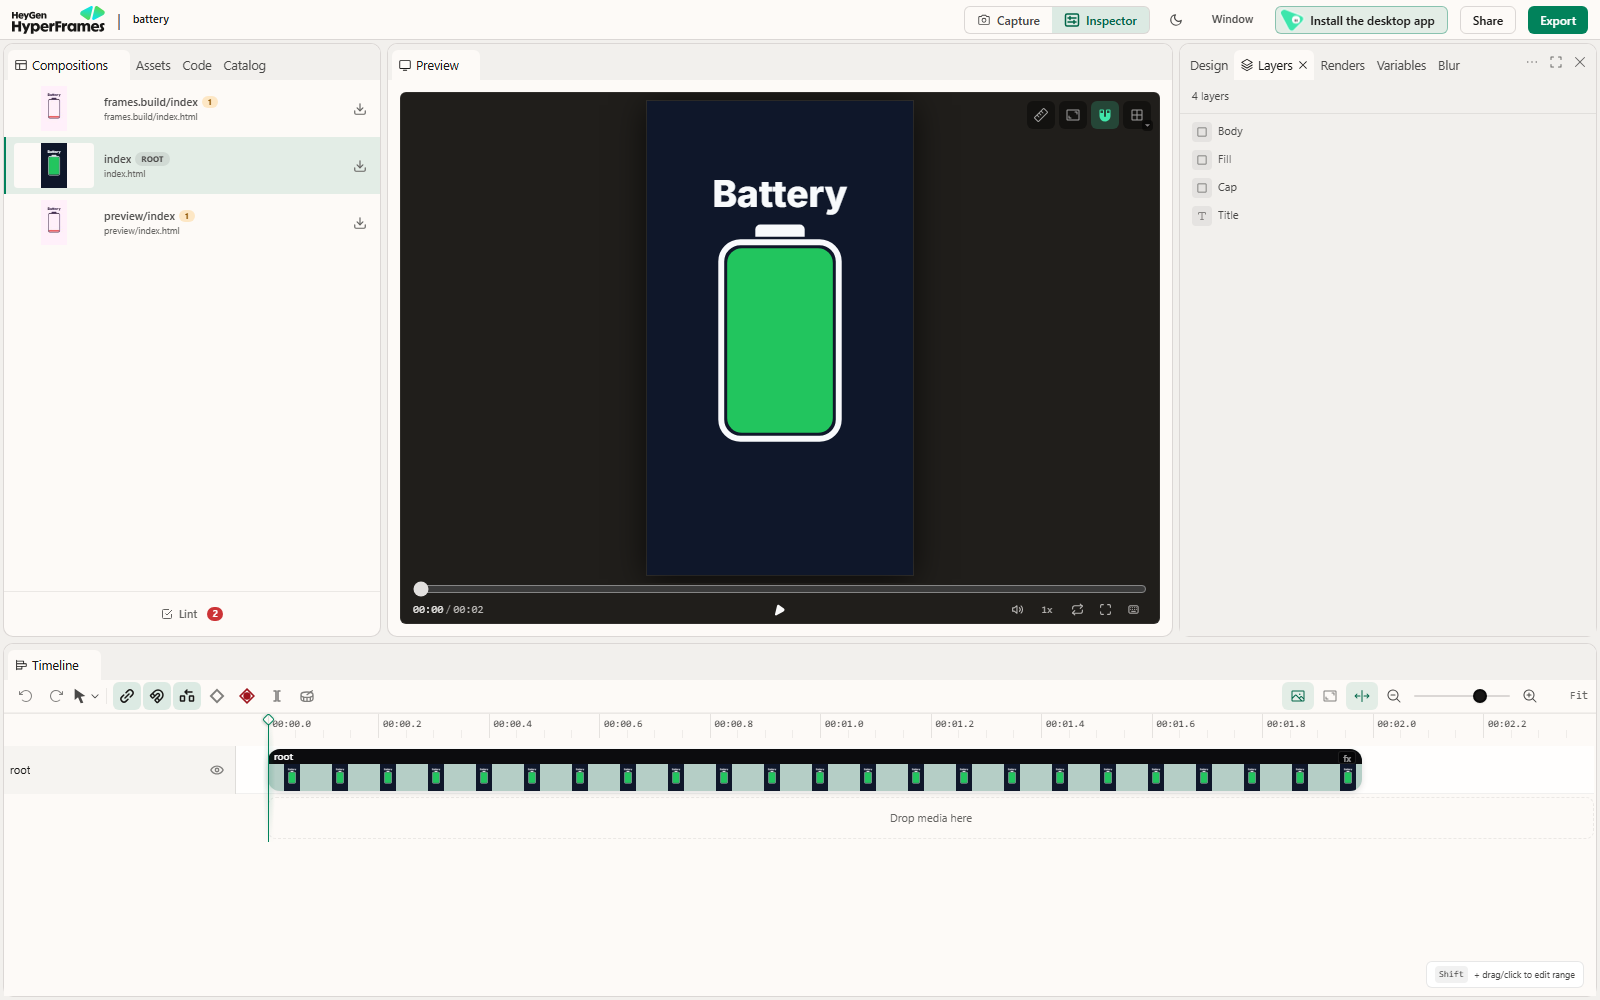 HeyGen
HyperFrames
battery
Capture
Inspector
Window
Install the desktop app
Share
Export
Compositions
Assets
Code
Catalog
frames.build/index 1
frames.build/index.html
index ROOT
index.html
preview/index 1
preview/index.html
Lint 2
Preview
Battery
00:00 / 00:02
1x
Design
Layers
Renders
Variables
Blur
4 layers
Body
Fill
Cap
Title
Timeline
Fit
00:00.0
00:00.2
00:00.4
00:00.6
00:00.8
00:01.0
00:01.2
00:01.4
00:01.6
00:01.8
00:02.0
00:02.2
root
root
fx
Drop media here
Shift + drag/click to edit range